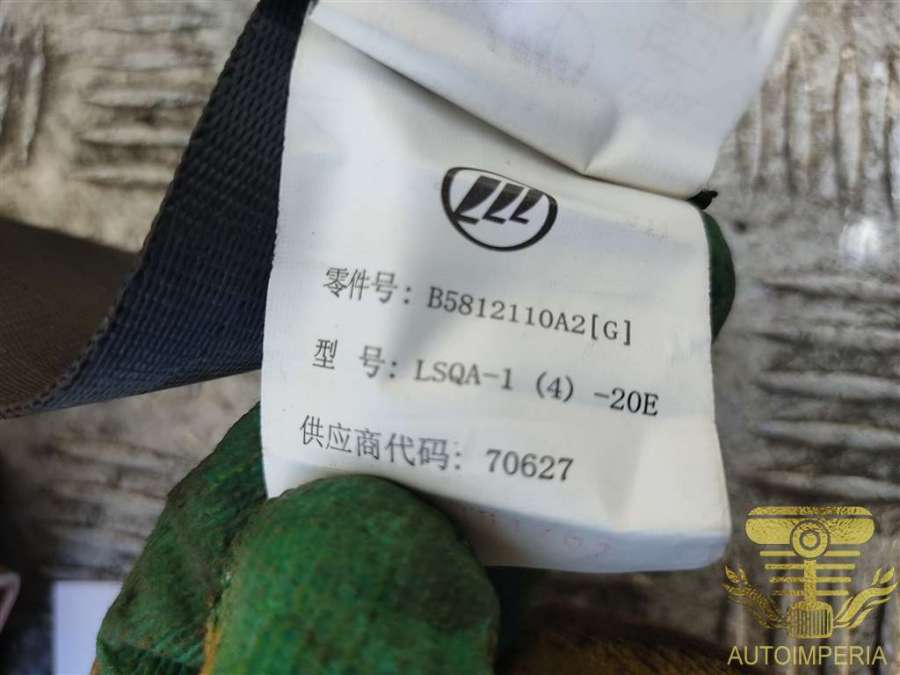 零件号: B5812110A2[G]
型 号: LSQA-1 (4) -20E
供应商代码: 70627
AUTOIMPERIA